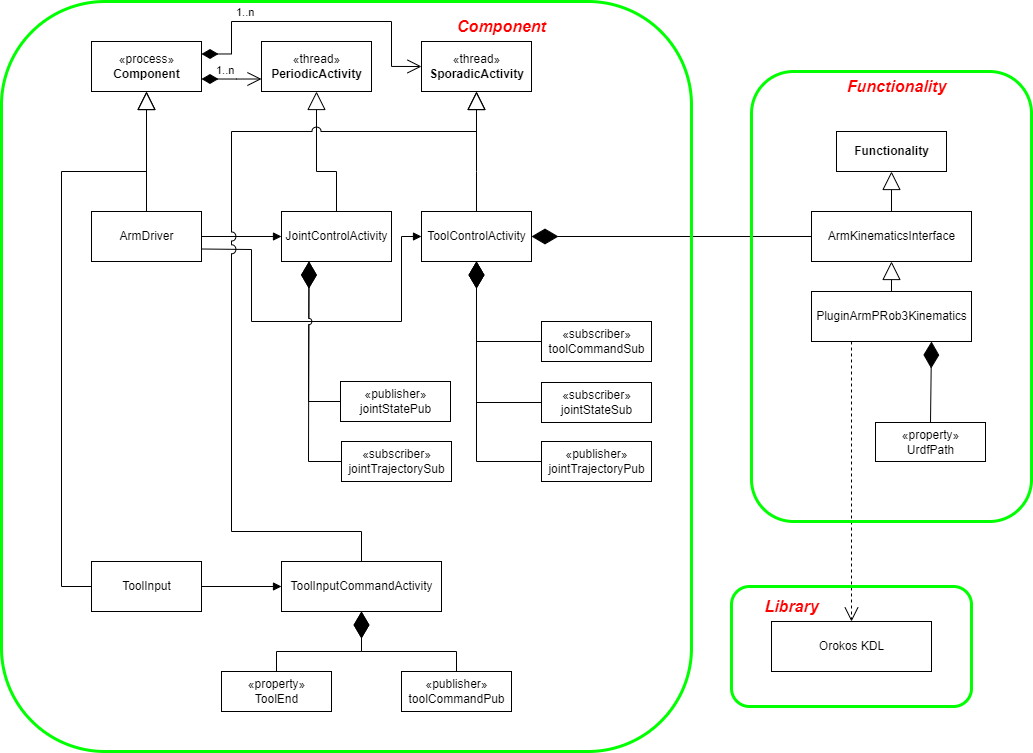 1..n
Component
«process»
Component
1..n
«thread»
PeriodicActivity
«thread»
SporadicActivity
Functionality
Functionality
ArmDriver
JointControlActivity
ToolControlActivity
ArmKinematicsInterface
PluginArmPRob3Kinematics
«subscriber»
toolCommandSub
«publisher»
jointStatePub
«subscriber»
jointStateSub
«subscriber»
jointTrajectorySub
«publisher»
jointTrajectoryPub
«property»
UrdfPath
ToolInput
ToolInputCommandActivity
Library
Orokos KDL
«property»
ToolEnd
«publisher»
toolCommandPub